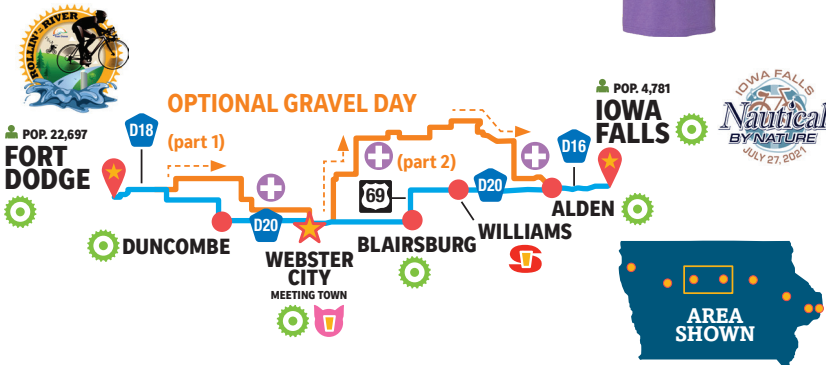 ROLLIN' RIVER
OPTIONAL GRAVEL DAY
POP. 4,781
IOWA
FALLS
IOWA FALLS
Nautical
BY NATURE
JULY 27, 2021
POP. 22,697
FORT
DODGE
D18
(part 1)
(part 2)
D16
69
D20
ALDEN
DUNCOMBE
D20
WEBSTER
CITY
MEETING TOWN
BLAIRSBURG
WILLIAMS
S
AREA
SHOWN